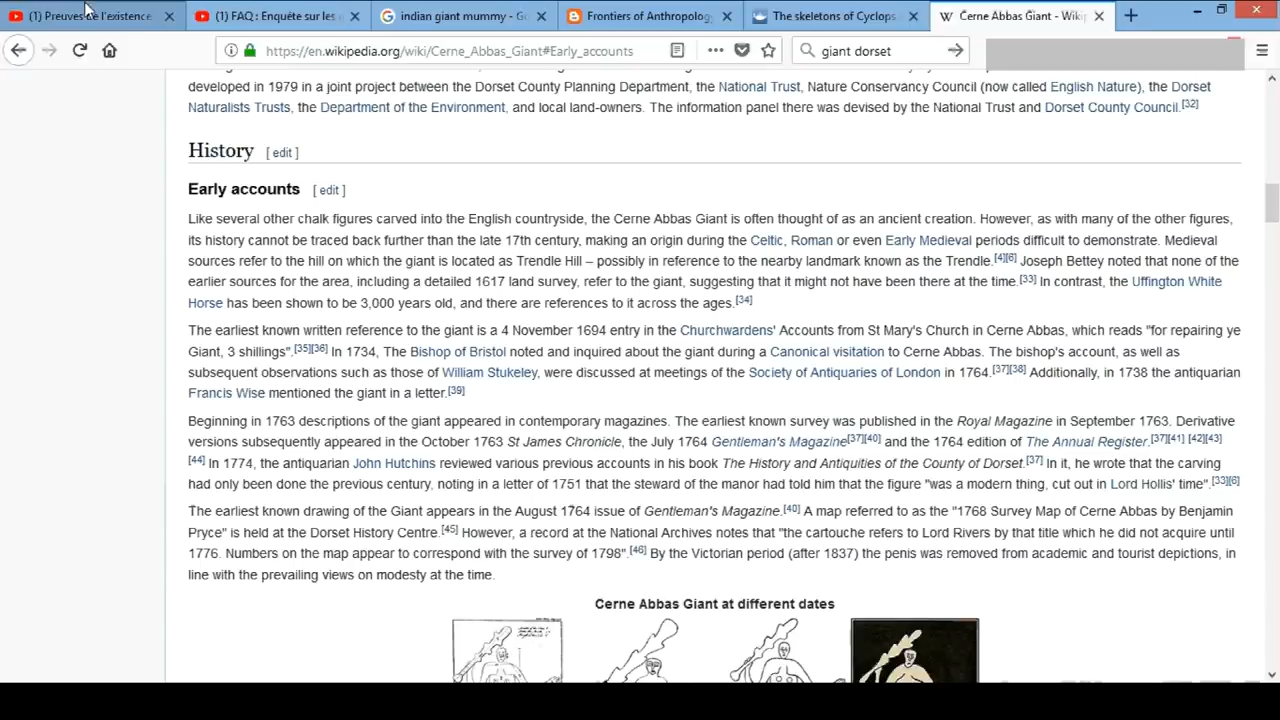 (1) Preuves de l'existence
(1) FAQ : Enquête sur les
indian giant mummy - G
Frontiers of Anthropology
The skeletons of Cyclops
W Cerne Abbas Giant - Wiki
https://en.wikipedia.org/wiki/Cerne_Abbas_Giant#Early_accounts
giant dorset
developed in 1979 in a joint project between the Dorset County Planning Department, the National Trust, Nature Conservancy Council (now called English Nature), the Dorset
Naturalists Trusts, the Department of the Environment, and local land-owners. The information panel there was devised by the National Trust and Dorset County Council.[32]
History [ edit ]
Early accounts [ edit ]
Like several other chalk figures carved into the English countryside, the Cerne Abbas Giant is often thought of as an ancient creation. However, as with many of the other figures,
its history cannot be traced back further than the late 17th century, making an origin during the Celtic, Roman or even Early Medieval periods difficult to demonstrate. Medieval
sources refer to the hill on which the giant is located as Trendle Hill – possibly in reference to the nearby landmark known as the Trendle.[4][6] Joseph Bettey noted that none of the
earlier sources for the area, including a detailed 1617 land survey, refer to the giant, suggesting that it might not have been there at the time.[33] In contrast, the Uffington White
Horse has been shown to be 3,000 years old, and there are references to it across the ages.[34]
The earliest known written reference to the giant is a 4 November 1694 entry in the Churchwardens' Accounts from St Mary's Church in Cerne Abbas, which reads "for repairing ye
Giant, 3 shillings".[35][36] In 1734, The Bishop of Bristol noted and inquired about the giant during a Canonical visitation to Cerne Abbas. The bishop's account, as well as
subsequent observations such as those of William Stukeley, were discussed at meetings of the Society of Antiquaries of London in 1764.[37][38] Additionally, in 1738 the antiquarian
Francis Wise mentioned the giant in a letter.[39]
Beginning in 1763 descriptions of the giant appeared in contemporary magazines. The earliest known survey was published in the Royal Magazine in September 1763. Derivative
versions subsequently appeared in the October 1763 St James Chronicle, the July 1764 Gentleman's Magazine[37][40] and the 1764 edition of The Annual Register.[37][41] [42][43]
[44] In 1774, the antiquarian John Hutchins reviewed various previous accounts in his book The History and Antiquities of the County of Dorset.[37] In it, he wrote that the carving
had only been done the previous century, noting in a letter of 1751 that the steward of the manor had told him that the figure "was a modern thing, cut out in Lord Hollis' time".[33][6]
The earliest known drawing of the Giant appears in the August 1764 issue of Gentleman's Magazine.[40] A map referred to as the "1768 Survey Map of Cerne Abbas by Benjamin
Pryce" is held at the Dorset History Centre.[45] However, a record at the National Archives notes that "the cartouche refers to Lord Rivers by that title which he did not acquire until
1776. Numbers on the map appear to correspond with the survey of 1798".[46] By the Victorian period (after 1837) the penis was removed from academic and tourist depictions, in
line with the prevailing views on modesty at the time.
Cerne Abbas Giant at different dates